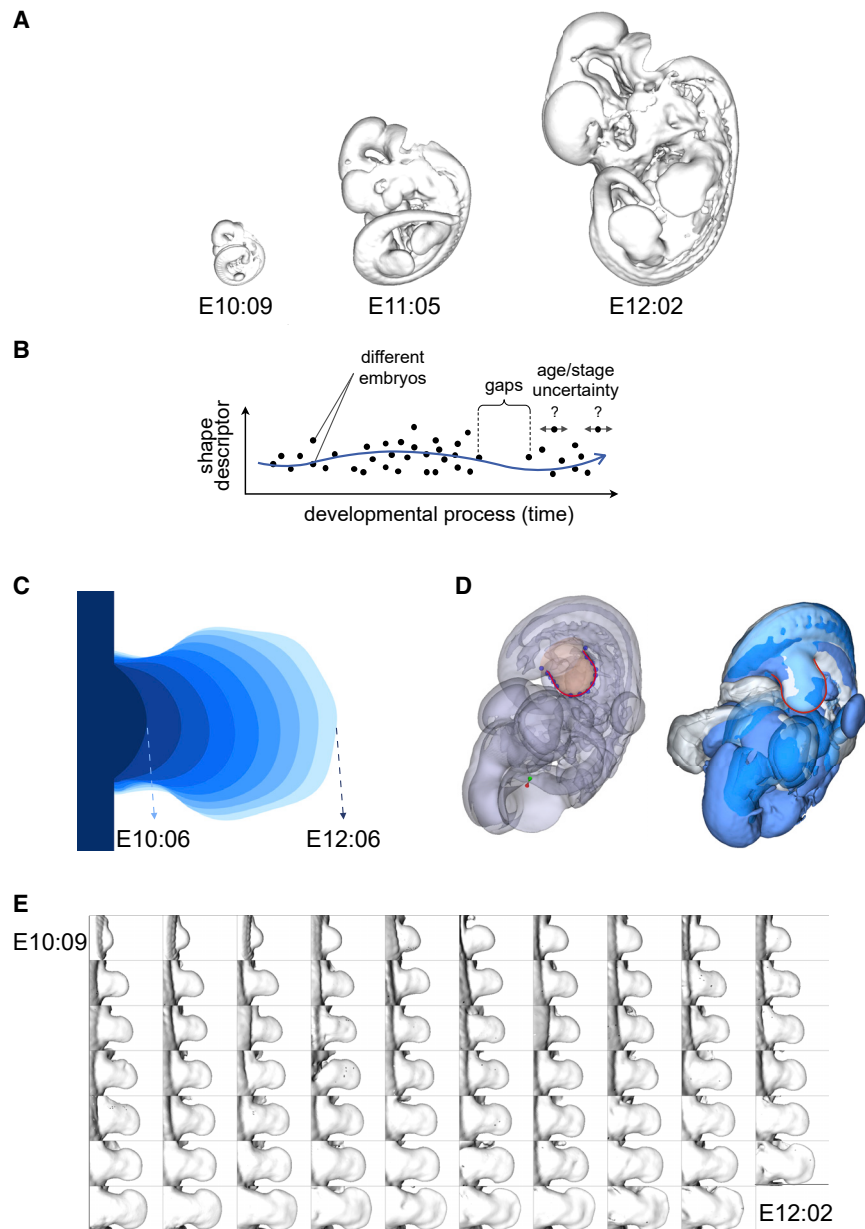 A
E10:09
E11:05
E12:02
B
different
embryos
gaps
age/stage
uncertainty
?
?
shape
descriptor
developmental process (time)
C
E10:06
E12:06
D
E
E10:09
E12:02